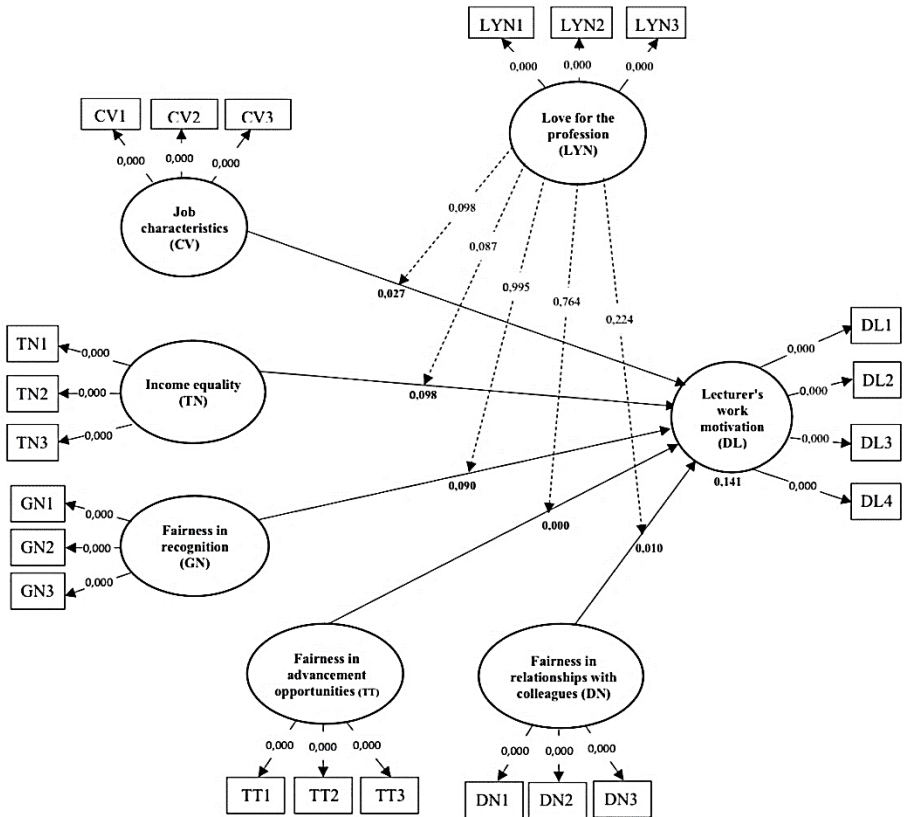 LYN1 LYN2 LYN3
0,000 0,000 0,000
Love for the
profession
(LYN)
CV1 CV2 CV3
0,000 0,000 0,000
Job
characteristics
(CV)
0,098
0,087
0,995
0,764
0,224
0,027
TN1
TN2
TN3
0,000
0,000
0,000
Income equality
(TN)
0,098
DL1
DL2
DL3
DL4
0,000
0,000
0,000
0,000
Lecturer's
work
motivation
(DL)
0,141
GN1
GN2
GN3
0,000
0,000
0,000
Fairness in
recognition
(GN)
0,090
0,000
0,010
Fairness in
advancement
opportunities (TT)
0,000 0,000 0,000
TT1 TT2 TT3
Fairness in
relationships with
colleagues (DN)
0,000 0,000 0,000
DN1 DN2 DN3